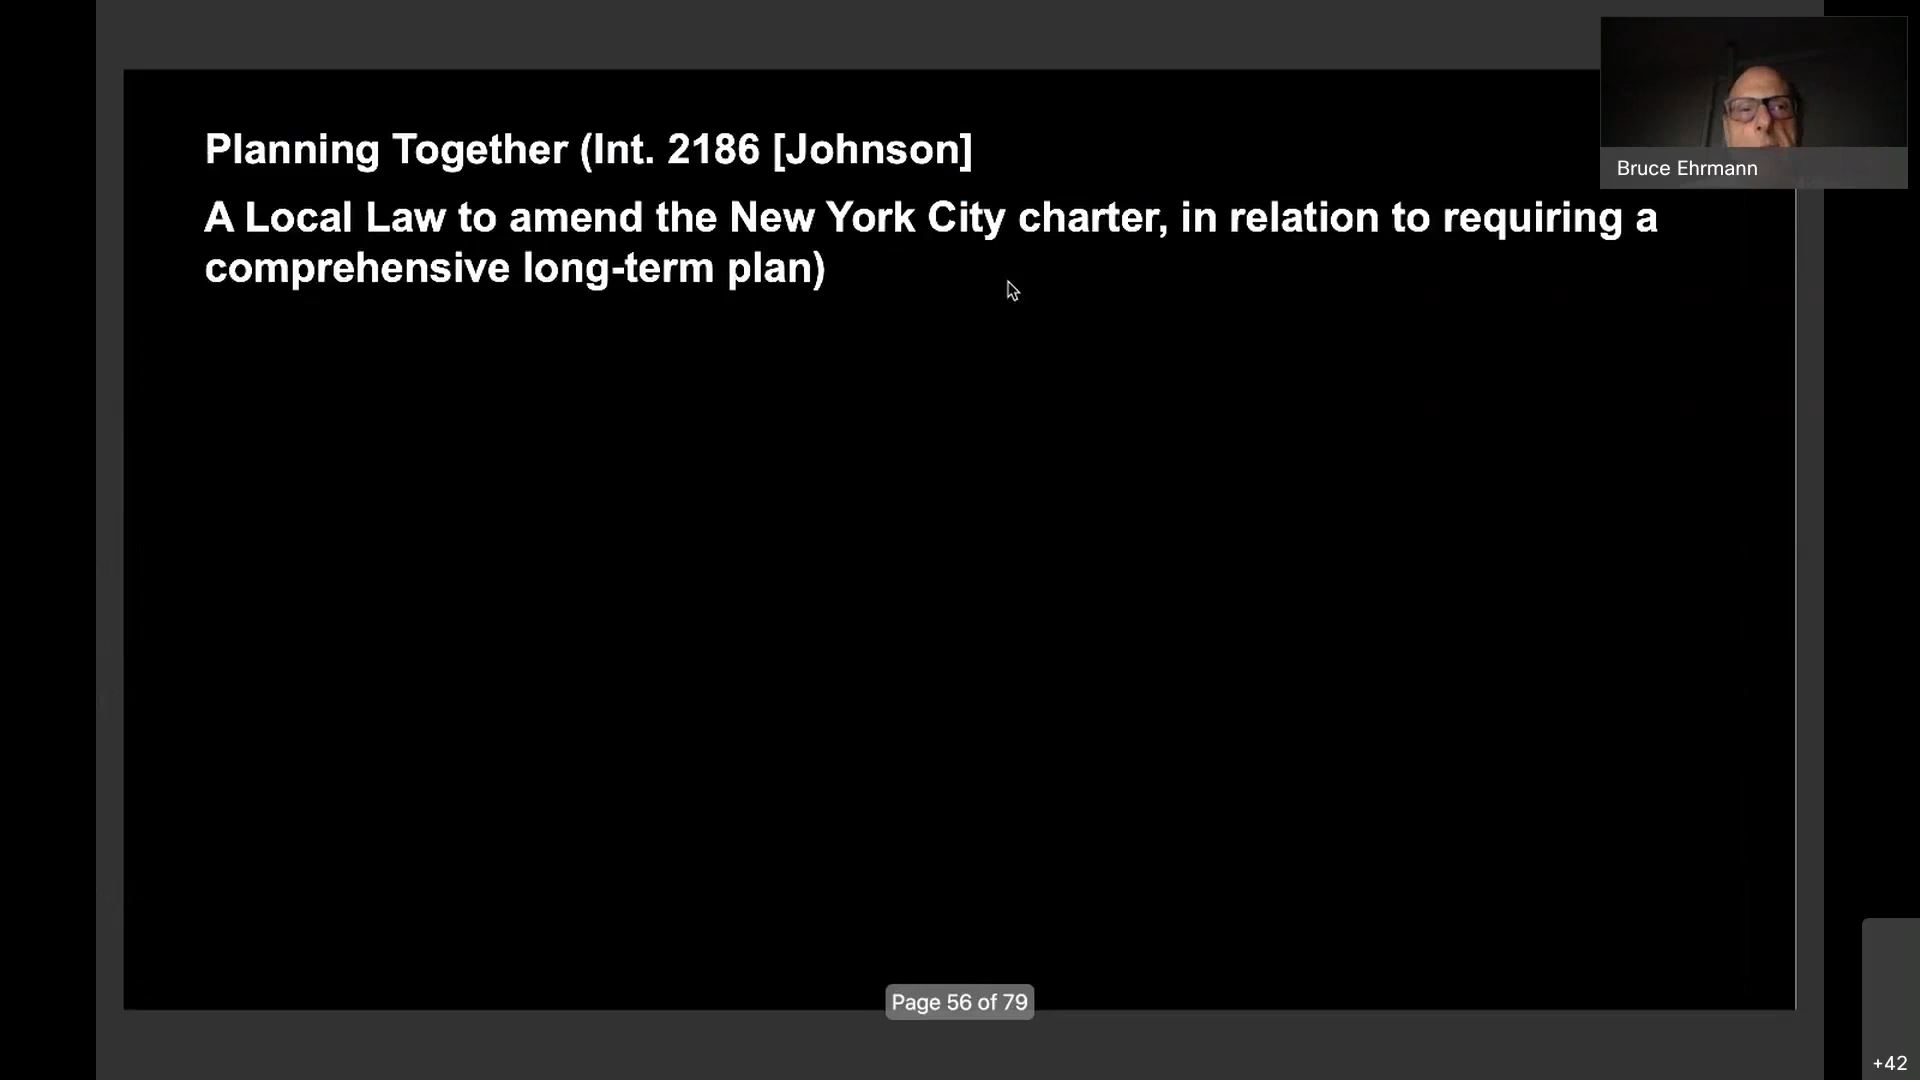 Planning Together (Int. 2186 [Johnson]
A Local Law to amend the New York City charter, in relation to requiring a
comprehensive long-term plan)
Bruce Ehrmann
Page 56 of 79
+42